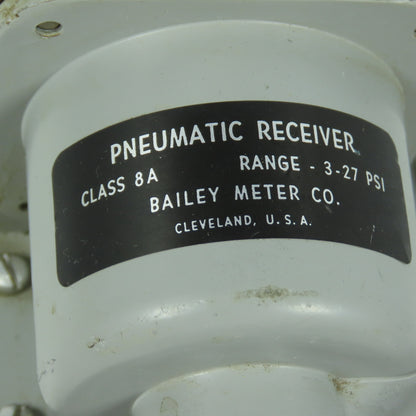 PNEUMATIC RECEIVER
CLASS 8A RANGE - 3-27 PSI
BAILEY METER CO.
CLEVELAND, U.S.A.